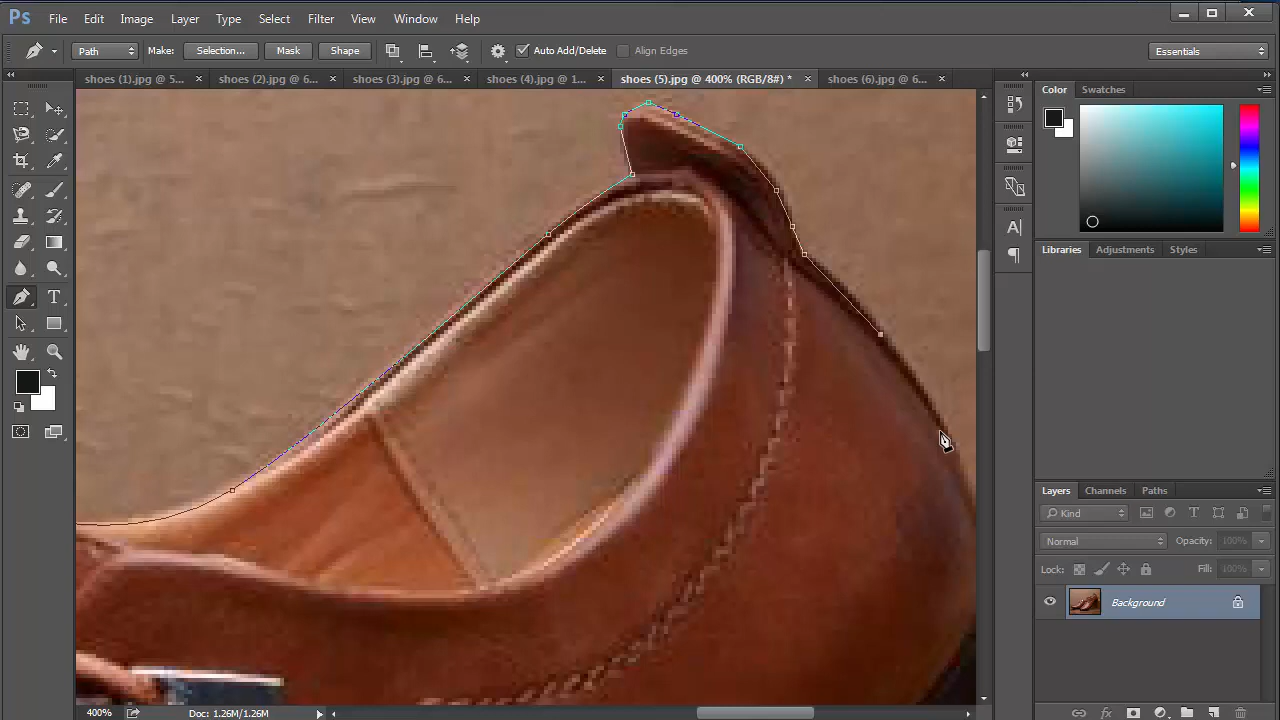 Ps File Edit Image Layer Type Select Filter View Window Help
Path Make: Selection... Mask Shape Auto Add/Delete Align Edges Essentials
shoes (1).jpg @ 5... shoes (2).jpg @ 6... shoes (3).jpg @ 6... shoes (4).jpg @ 1... shoes (5).jpg @ 400% (RGB/8#) * shoes (6).jpg @ 6...
Color Swatches
Libraries Adjustments Styles
Layers Channels Paths
Kind
Normal Opacity: 100%
Lock: Fill: 100%
Background
400% Doc: 1.26M/1.26M